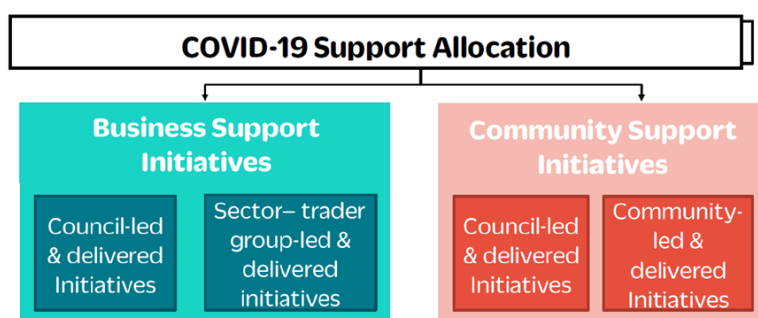 COVID-19 Support Allocation
Business Support
Initiatives
Council-led
& delivered
Initiatives
Sector– trader
group-led &
delivered
initiatives
Community Support
Initiatives
Council-led
& delivered
Initiatives
Community-
led &
delivered
Initiatives